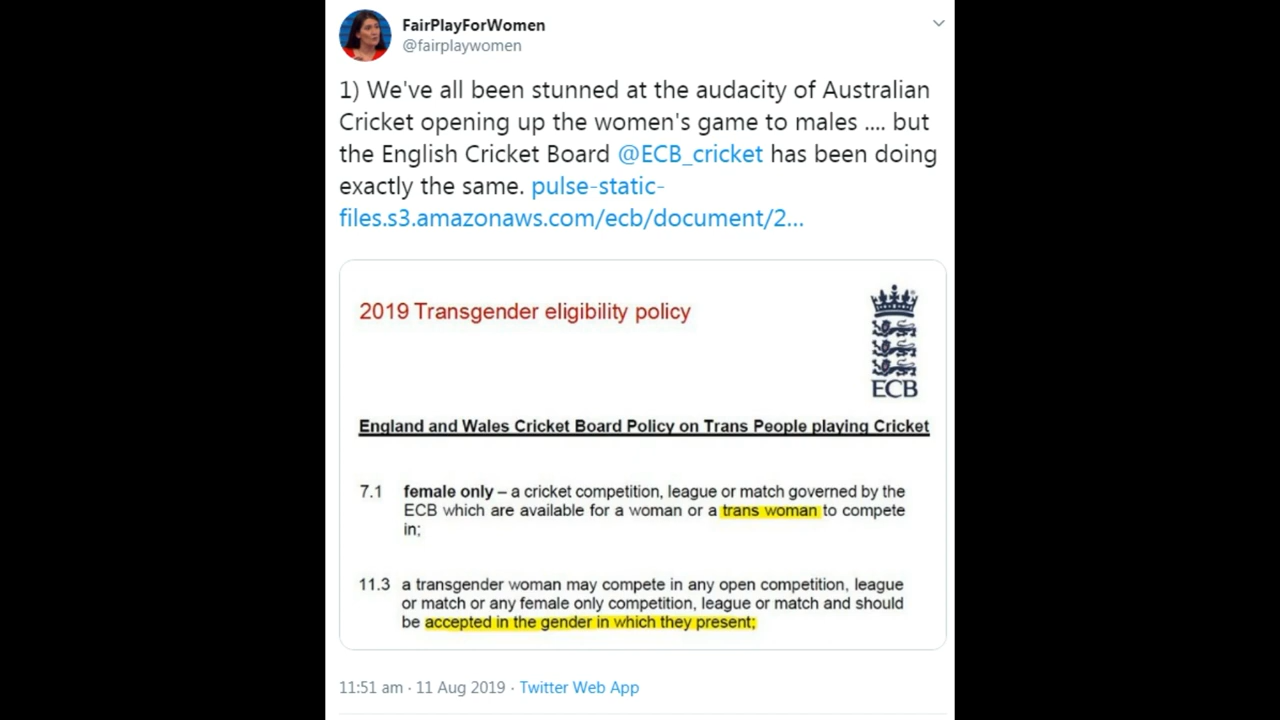 FairPlayForWomen
@fairplaywomen
1) We've all been stunned at the audacity of Australian
Cricket opening up the women's game to males .... but
the English Cricket Board @ECB_cricket has been doing
exactly the same. pulse-static-
files.s3.amazonaws.com/ecb/document/2...
2019 Transgender eligibility policy
ECB
England and Wales Cricket Board Policy on Trans People playing Cricket
7.1 female only – a cricket competition, league or match governed by the
ECB which are available for a woman or a trans woman to compete
in;
11.3 a transgender woman may compete in any open competition, league
or match or any female only competition, league or match and should
be accepted in the gender in which they present;
11:51 am · 11 Aug 2019 · Twitter Web App